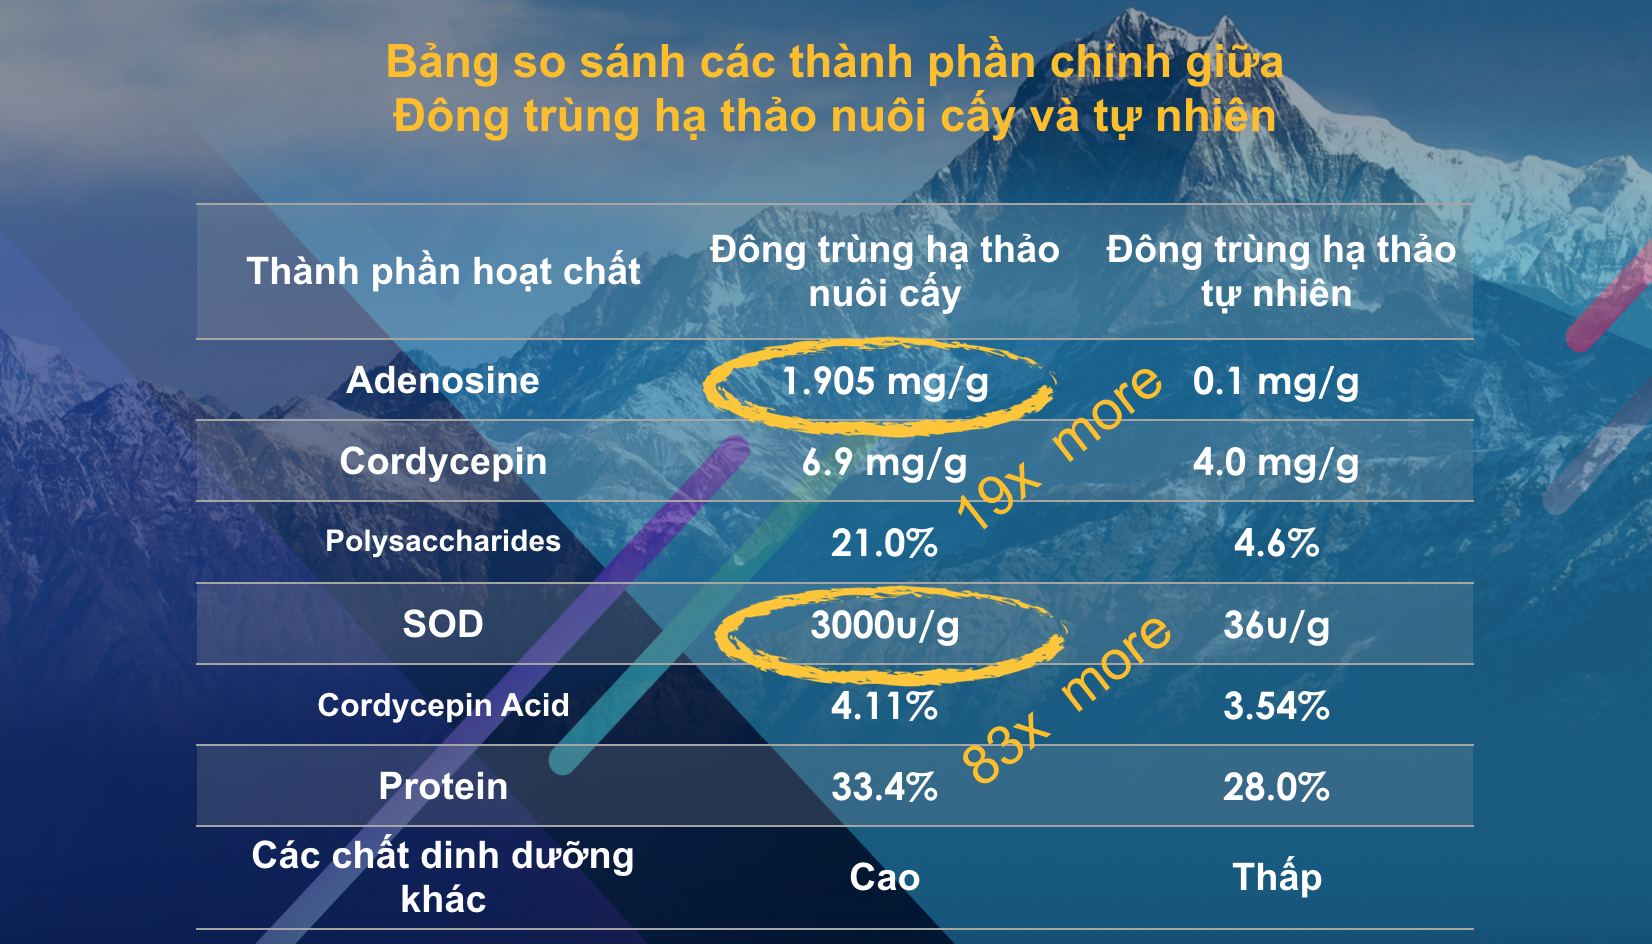 Bảng so sánh các thành phần chính giữa
Đông trùng hạ thảo nuôi cấy và tự nhiên
Thành phần hoạt chất
Đông trùng hạ thảo
nuôi cấy
Đông trùng hạ thảo
tự nhiên
Adenosine
1.905 mg/g
0.1 mg/g
19x more
Cordycepin
6.9 mg/g
4.0 mg/g
Polysaccharides
21.0%
4.6%
SOD
3000u/g
36u/g
83x more
Cordycepin Acid
4.11%
3.54%
Protein
33.4%
28.0%
Các chất dinh dưỡng
khác
Cao
Thấp